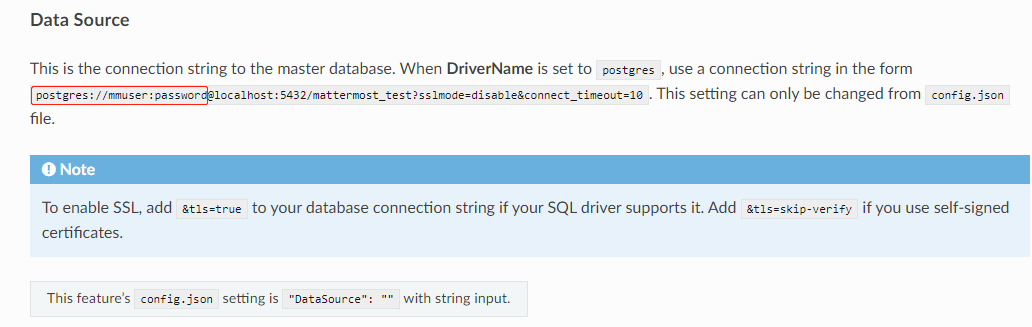 Data Source
This is the connection string to the master database. When DriverName is set to postgres , use a connection string in the form
postgres://mmuser:password@localhost:5432/mattermost_test?sslmode=disable&connect_timeout=10 . This setting can only be changed from config.json
file.
Note
To enable SSL, add &tls=true to your database connection string if your SQL driver supports it. Add &tls=skip-verify if you use self-signed
certificates.
This feature's config.json setting is "DataSource": "" with string input.